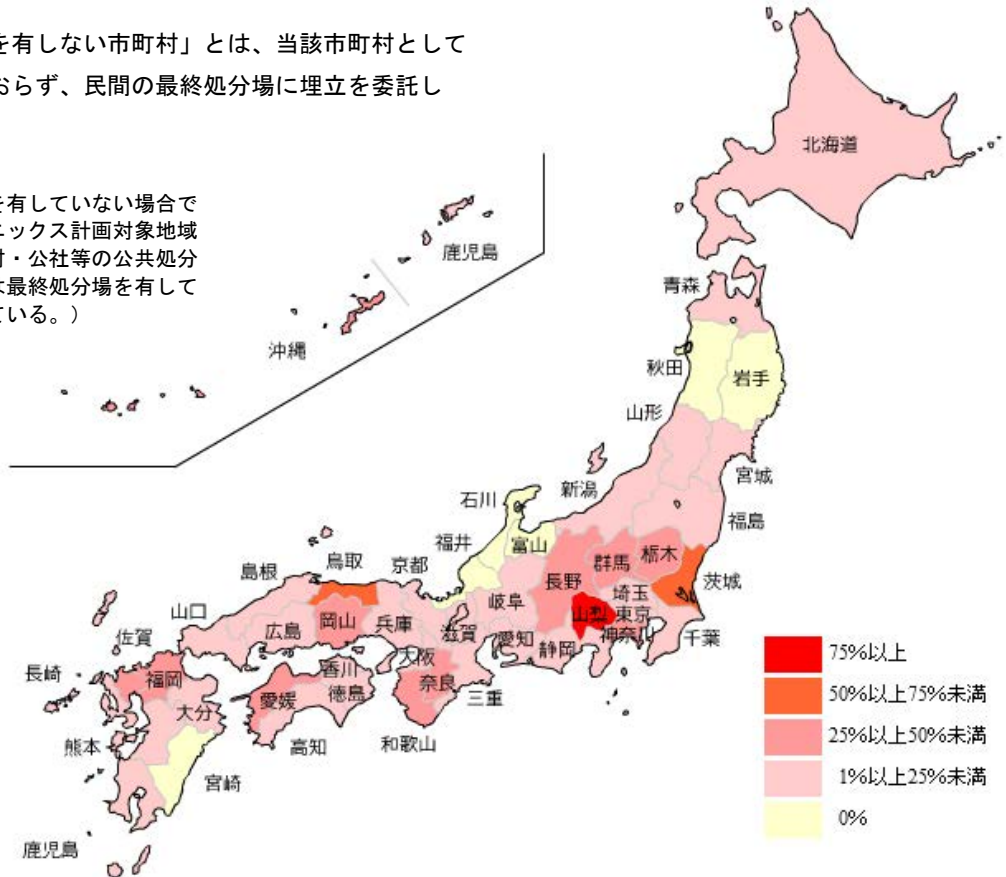 を有しない市町村」とは、当該市町村として
おらず、民間の最終処分場に埋立を委託し
を有していない場合で
ニックス計画対象地域
村・公社等の公共処分
は最終処分場を有して
ている。）
北海道
鹿児島
沖縄
青森
秋田
岩手
山形
宮城
新潟
石川
福島
福井
富山
栃木
群馬
長野
茨城
埼玉
鳥取
京都
島根
岐阜
山梨
東京
神奈川
千葉
山口
岡山
兵庫
滋賀
愛知
静岡
広島
佐賀
大阪
香川
奈良
三重
長崎
福岡
愛媛
徳島
大分
高知
和歌山
熊本
宮崎
鹿児島
75%以上
50%以上75%未満
25%以上50%未満
1%以上25%未満
0%